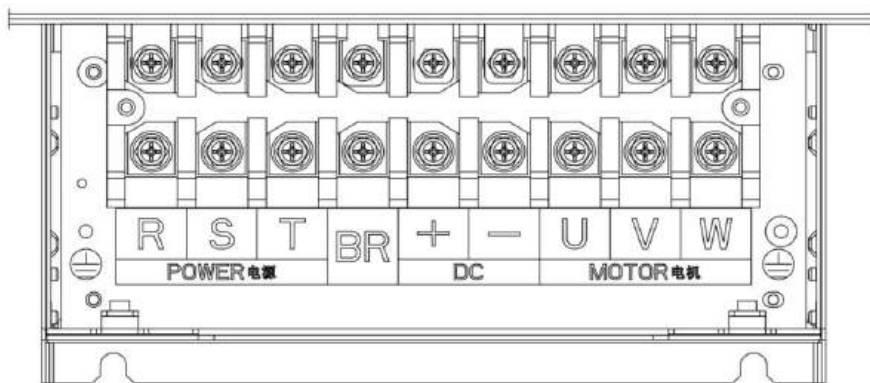 R S T BR + - U V W
POWER电源 DC MOTOR电机